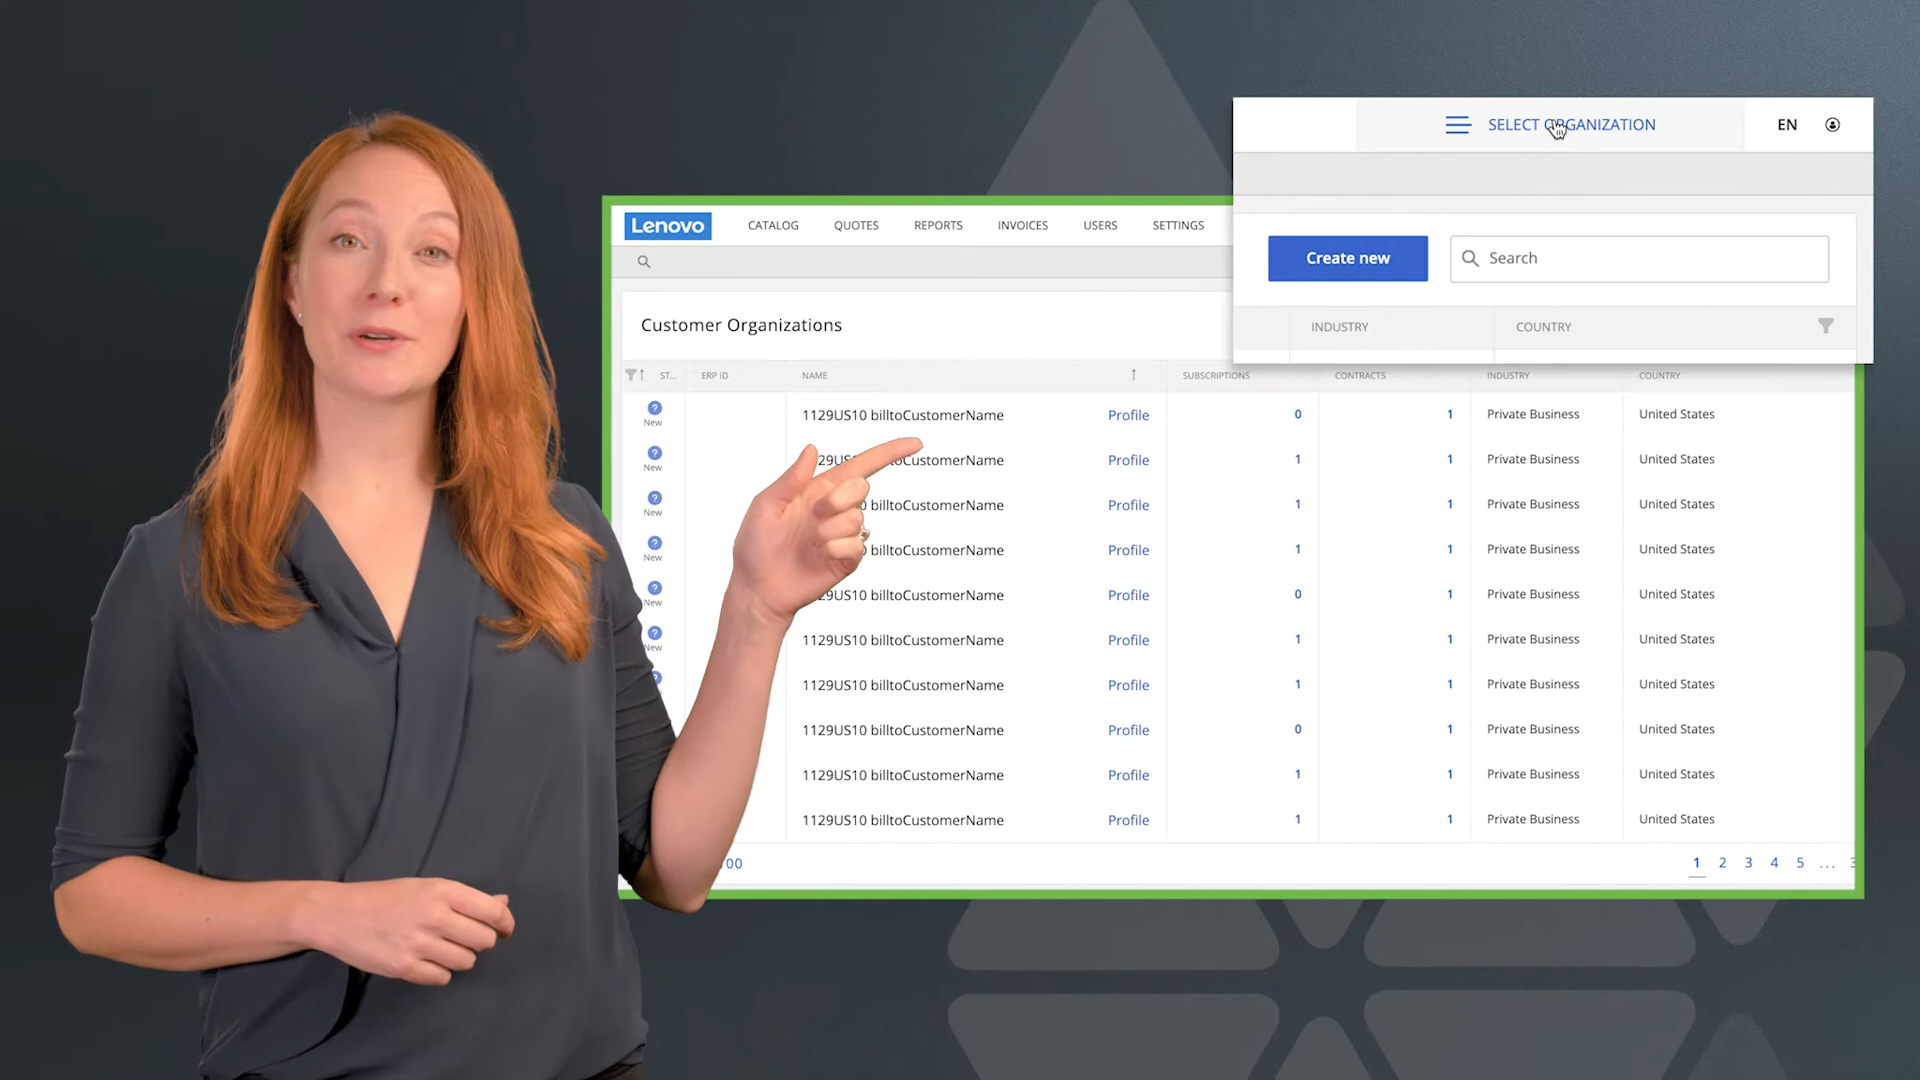 SELECT ORGANIZATION EN
Lenovo CATALOG QUOTES REPORTS INVOICES USERS SETTINGS
Create new Search
Customer Organizations
INDUSTRY COUNTRY
ST... ERP ID NAME SUBSCRIPTIONS CONTRACTS INDUSTRY COUNTRY
New 1129US10 billtoCustomerName Profile 0 1 Private Business United States
New billtoCustomerName Profile 1 1 Private Business United States
New billtoCustomerName Profile 1 1 Private Business United States
New billtoCustomerName Profile 1 1 Private Business United States
New 1129US10 billtoCustomerName Profile 0 1 Private Business United States
New 1129US10 billtoCustomerName Profile 1 1 Private Business United States
1129US10 billtoCustomerName Profile 1 1 Private Business United States
1129US10 billtoCustomerName Profile 0 1 Private Business United States
1129US10 billtoCustomerName Profile 1 1 Private Business United States
1129US10 billtoCustomerName Profile 1 1 Private Business United States
00 1 2 3 4 5 ...